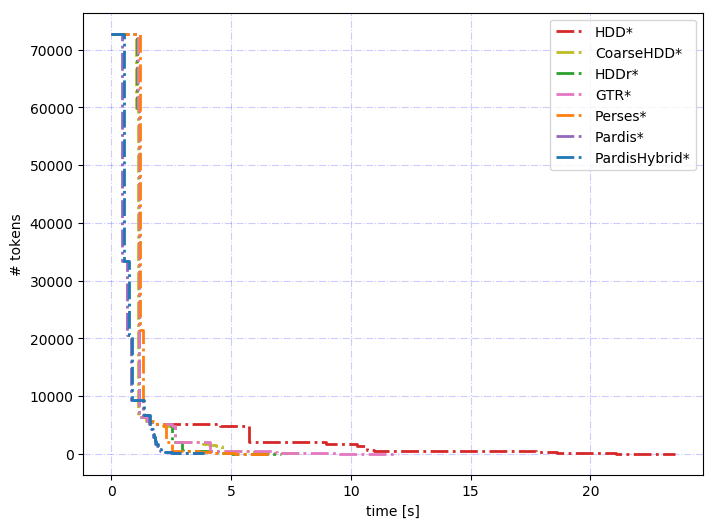 # tokens
70000
60000
50000
40000
30000
20000
10000
0
0 5 10 15 20
time [s]
HDD*
CoarseHDD*
HDDr*
GTR*
Perses*
Pardis*
PardisHybrid*